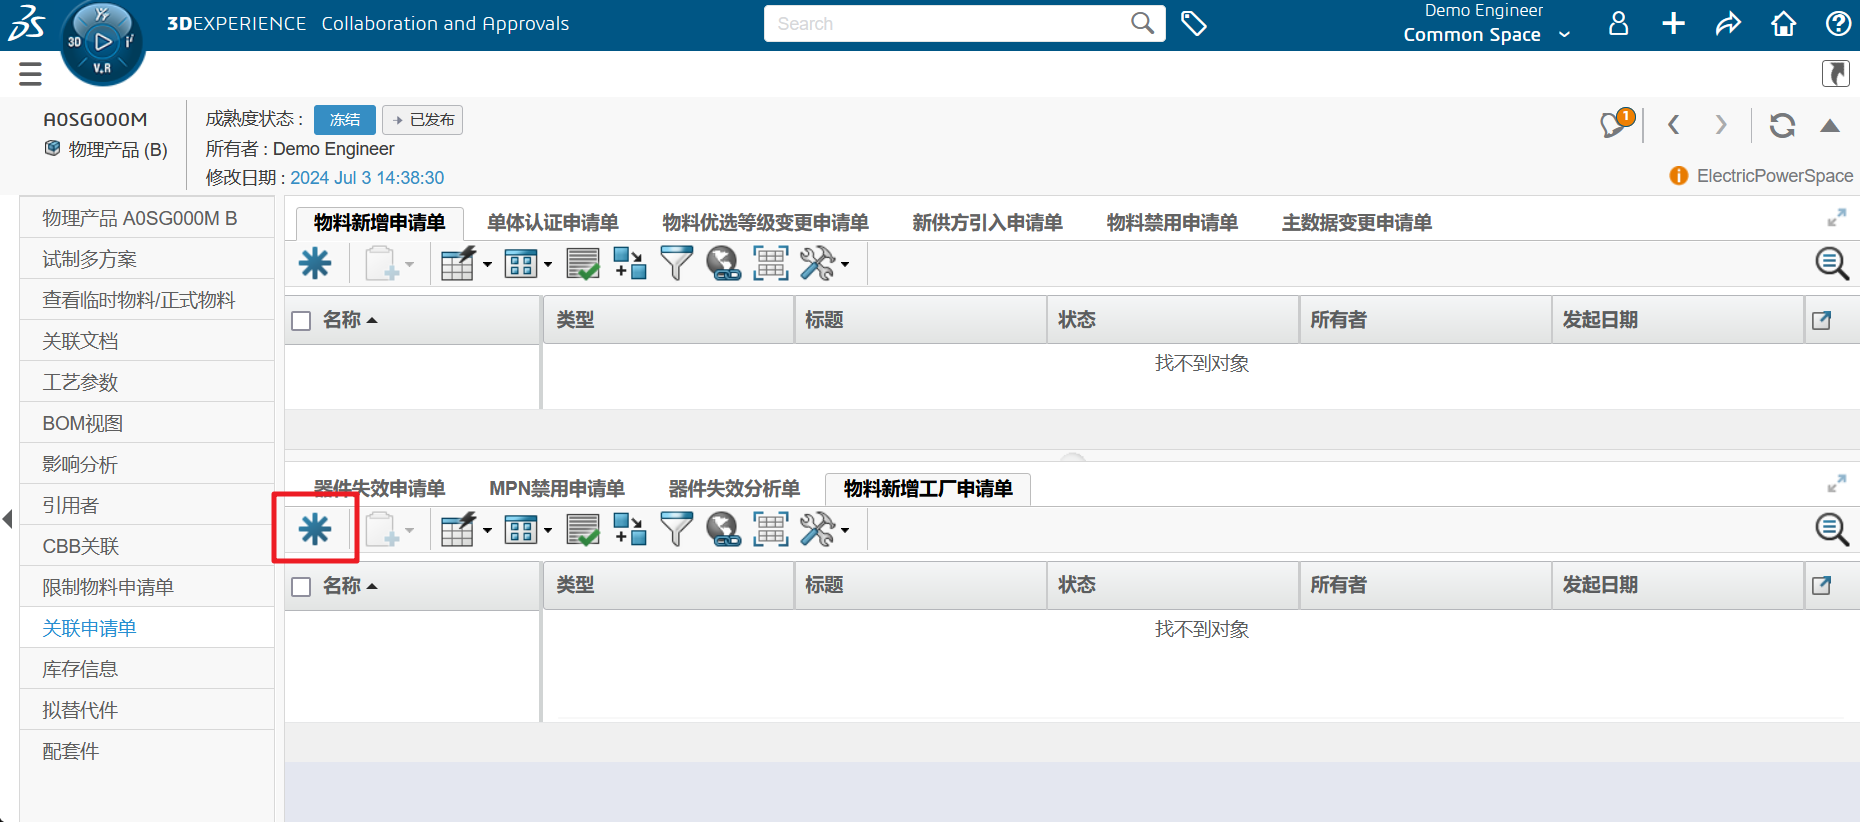 3DEXPERIENCE Collaboration and Approvals
Search
Demo Engineer
Common Space
3D
V.R
A0SG000M
物理产品 (B)
成熟度状态 : 冻结 已发布
所有者 : Demo Engineer
修改日期 : 2024 Jul 3 14:38:30
1
ElectricPowerSpace
物理产品 A0SG000M B
试制多方案
查看临时物料/正式物料
关联文档
工艺参数
BOM视图
影响分析
引用者
CBB关联
限制物料申请单
关联申请单
库存信息
拟替代件
配套件
物料新增申请单 单体认证申请单 物料优选等级变更申请单 新供方引入申请单 物料禁用申请单 主数据变更申请单
名称 类型 标题 状态 所有者 发起日期
找不到对象
器件失效申请单 MPN禁用申请单 器件失效分析单 物料新增工厂申请单
名称 类型 标题 状态 所有者 发起日期
找不到对象